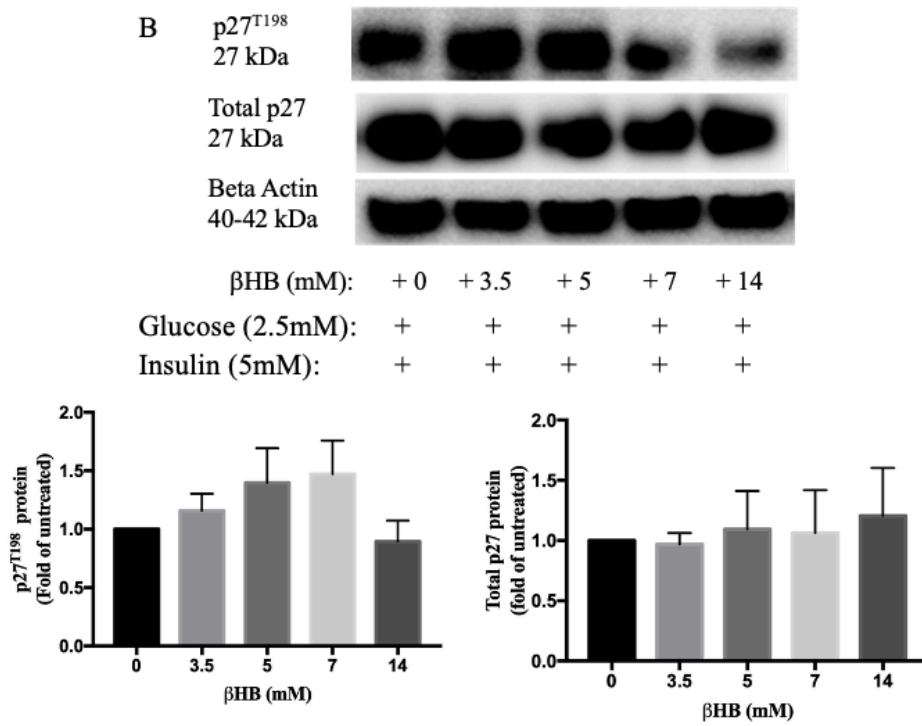 B
p27T198
27 kDa
Total p27
27 kDa
Beta Actin
40-42 kDa
βHB (mM): + 0 + 3.5 + 5 + 7 + 14
Glucose (2.5mM): + + + + +
Insulin (5mM): + + + + +
p27T198 protein
(Fold of untreated)
2.0
1.5
1.0
0.5
0.0
0 3.5 5 7 14
βHB (mM)
Total p27 protein
(fold of untreated)
2.0
1.5
1.0
0.5
0.0
0 3.5 5 7 14
βHB (mM)